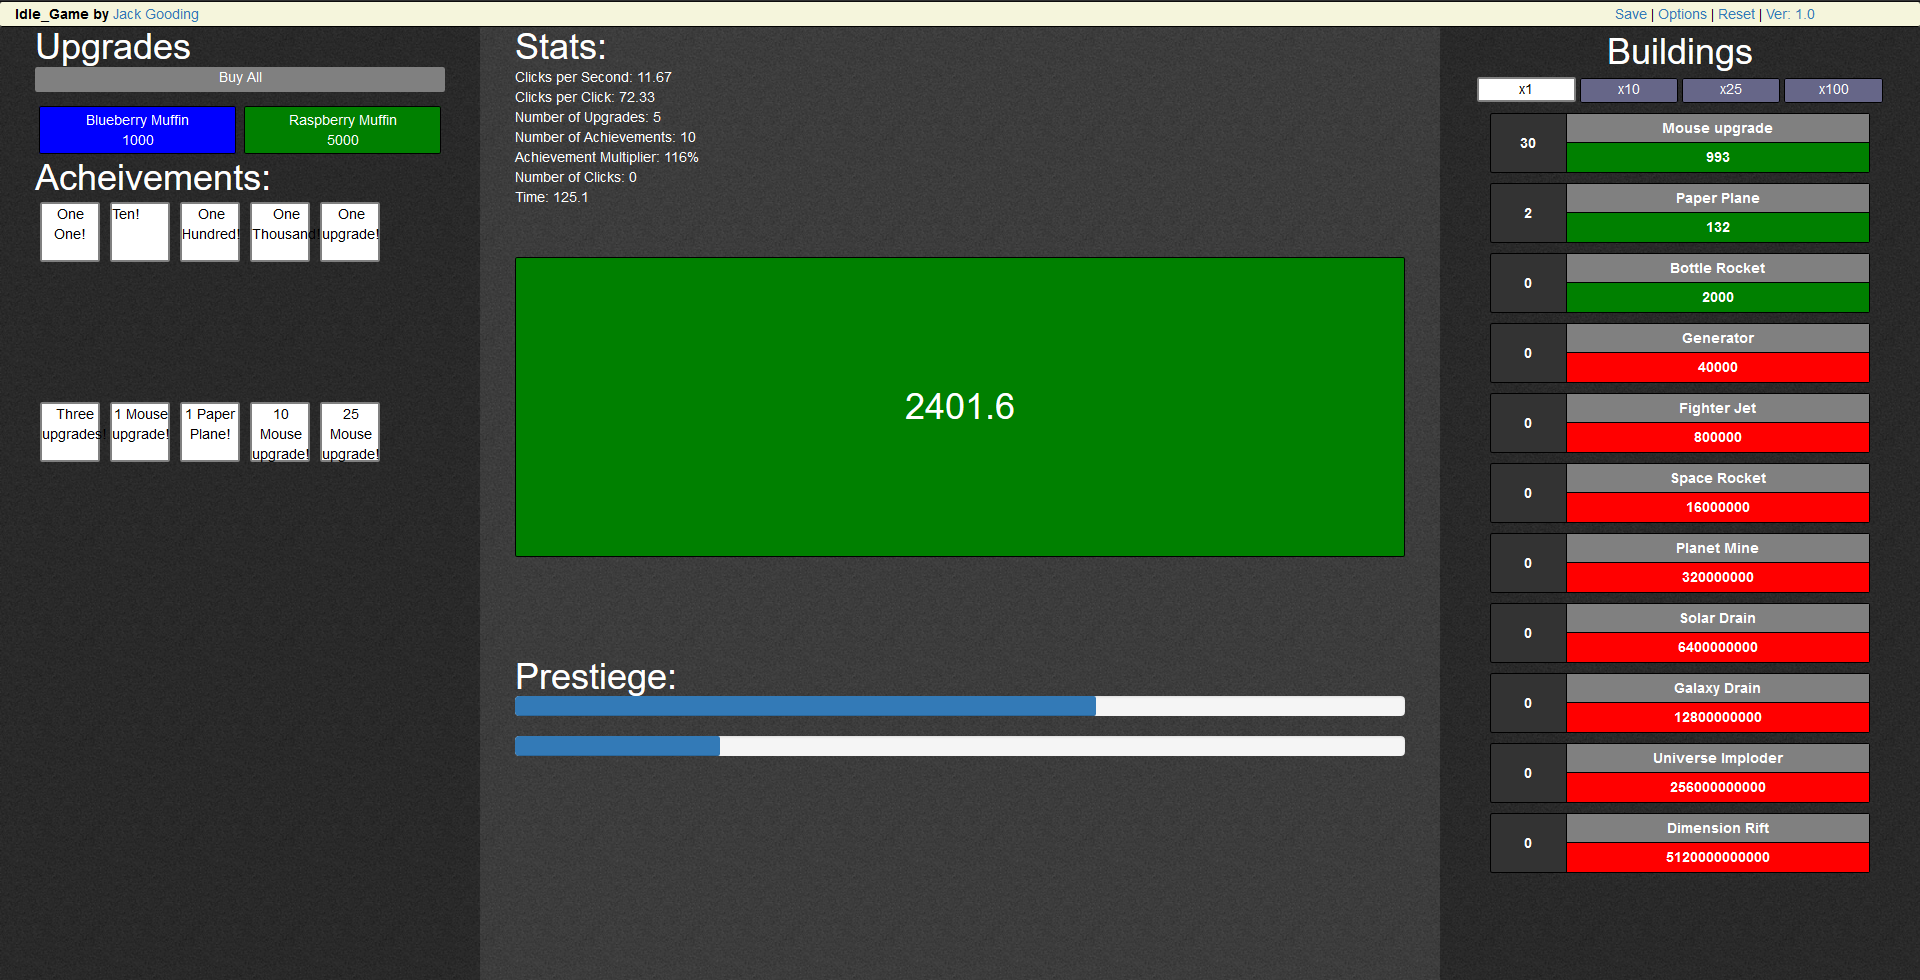 Idle_Game by Jack Gooding
Save | Options | Reset | Ver: 1.0
Upgrades
Buy All
Blueberry Muffin
1000
Raspberry Muffin
5000
Acheivements:
One
One!
Ten!
One
Hundred!
One
Thousand!
One
upgrade!
Three
upgrades!
1 Mouse
upgrade!
1 Paper
Plane!
10
Mouse
upgrade!
25
Mouse
upgrade!
Stats:
Clicks per Second: 11.67
Clicks per Click: 72.33
Number of Upgrades: 5
Number of Achievements: 10
Achievement Multiplier: 116%
Number of Clicks: 0
Time: 125.1
2401.6
Prestiege:
Buildings
x1 x10 x25 x100
30
Mouse upgrade
993
2
Paper Plane
132
0
Bottle Rocket
2000
0
Generator
40000
0
Fighter Jet
800000
0
Space Rocket
16000000
0
Planet Mine
320000000
0
Solar Drain
6400000000
0
Galaxy Drain
12800000000
0
Universe Imploder
256000000000
0
Dimension Rift
5120000000000